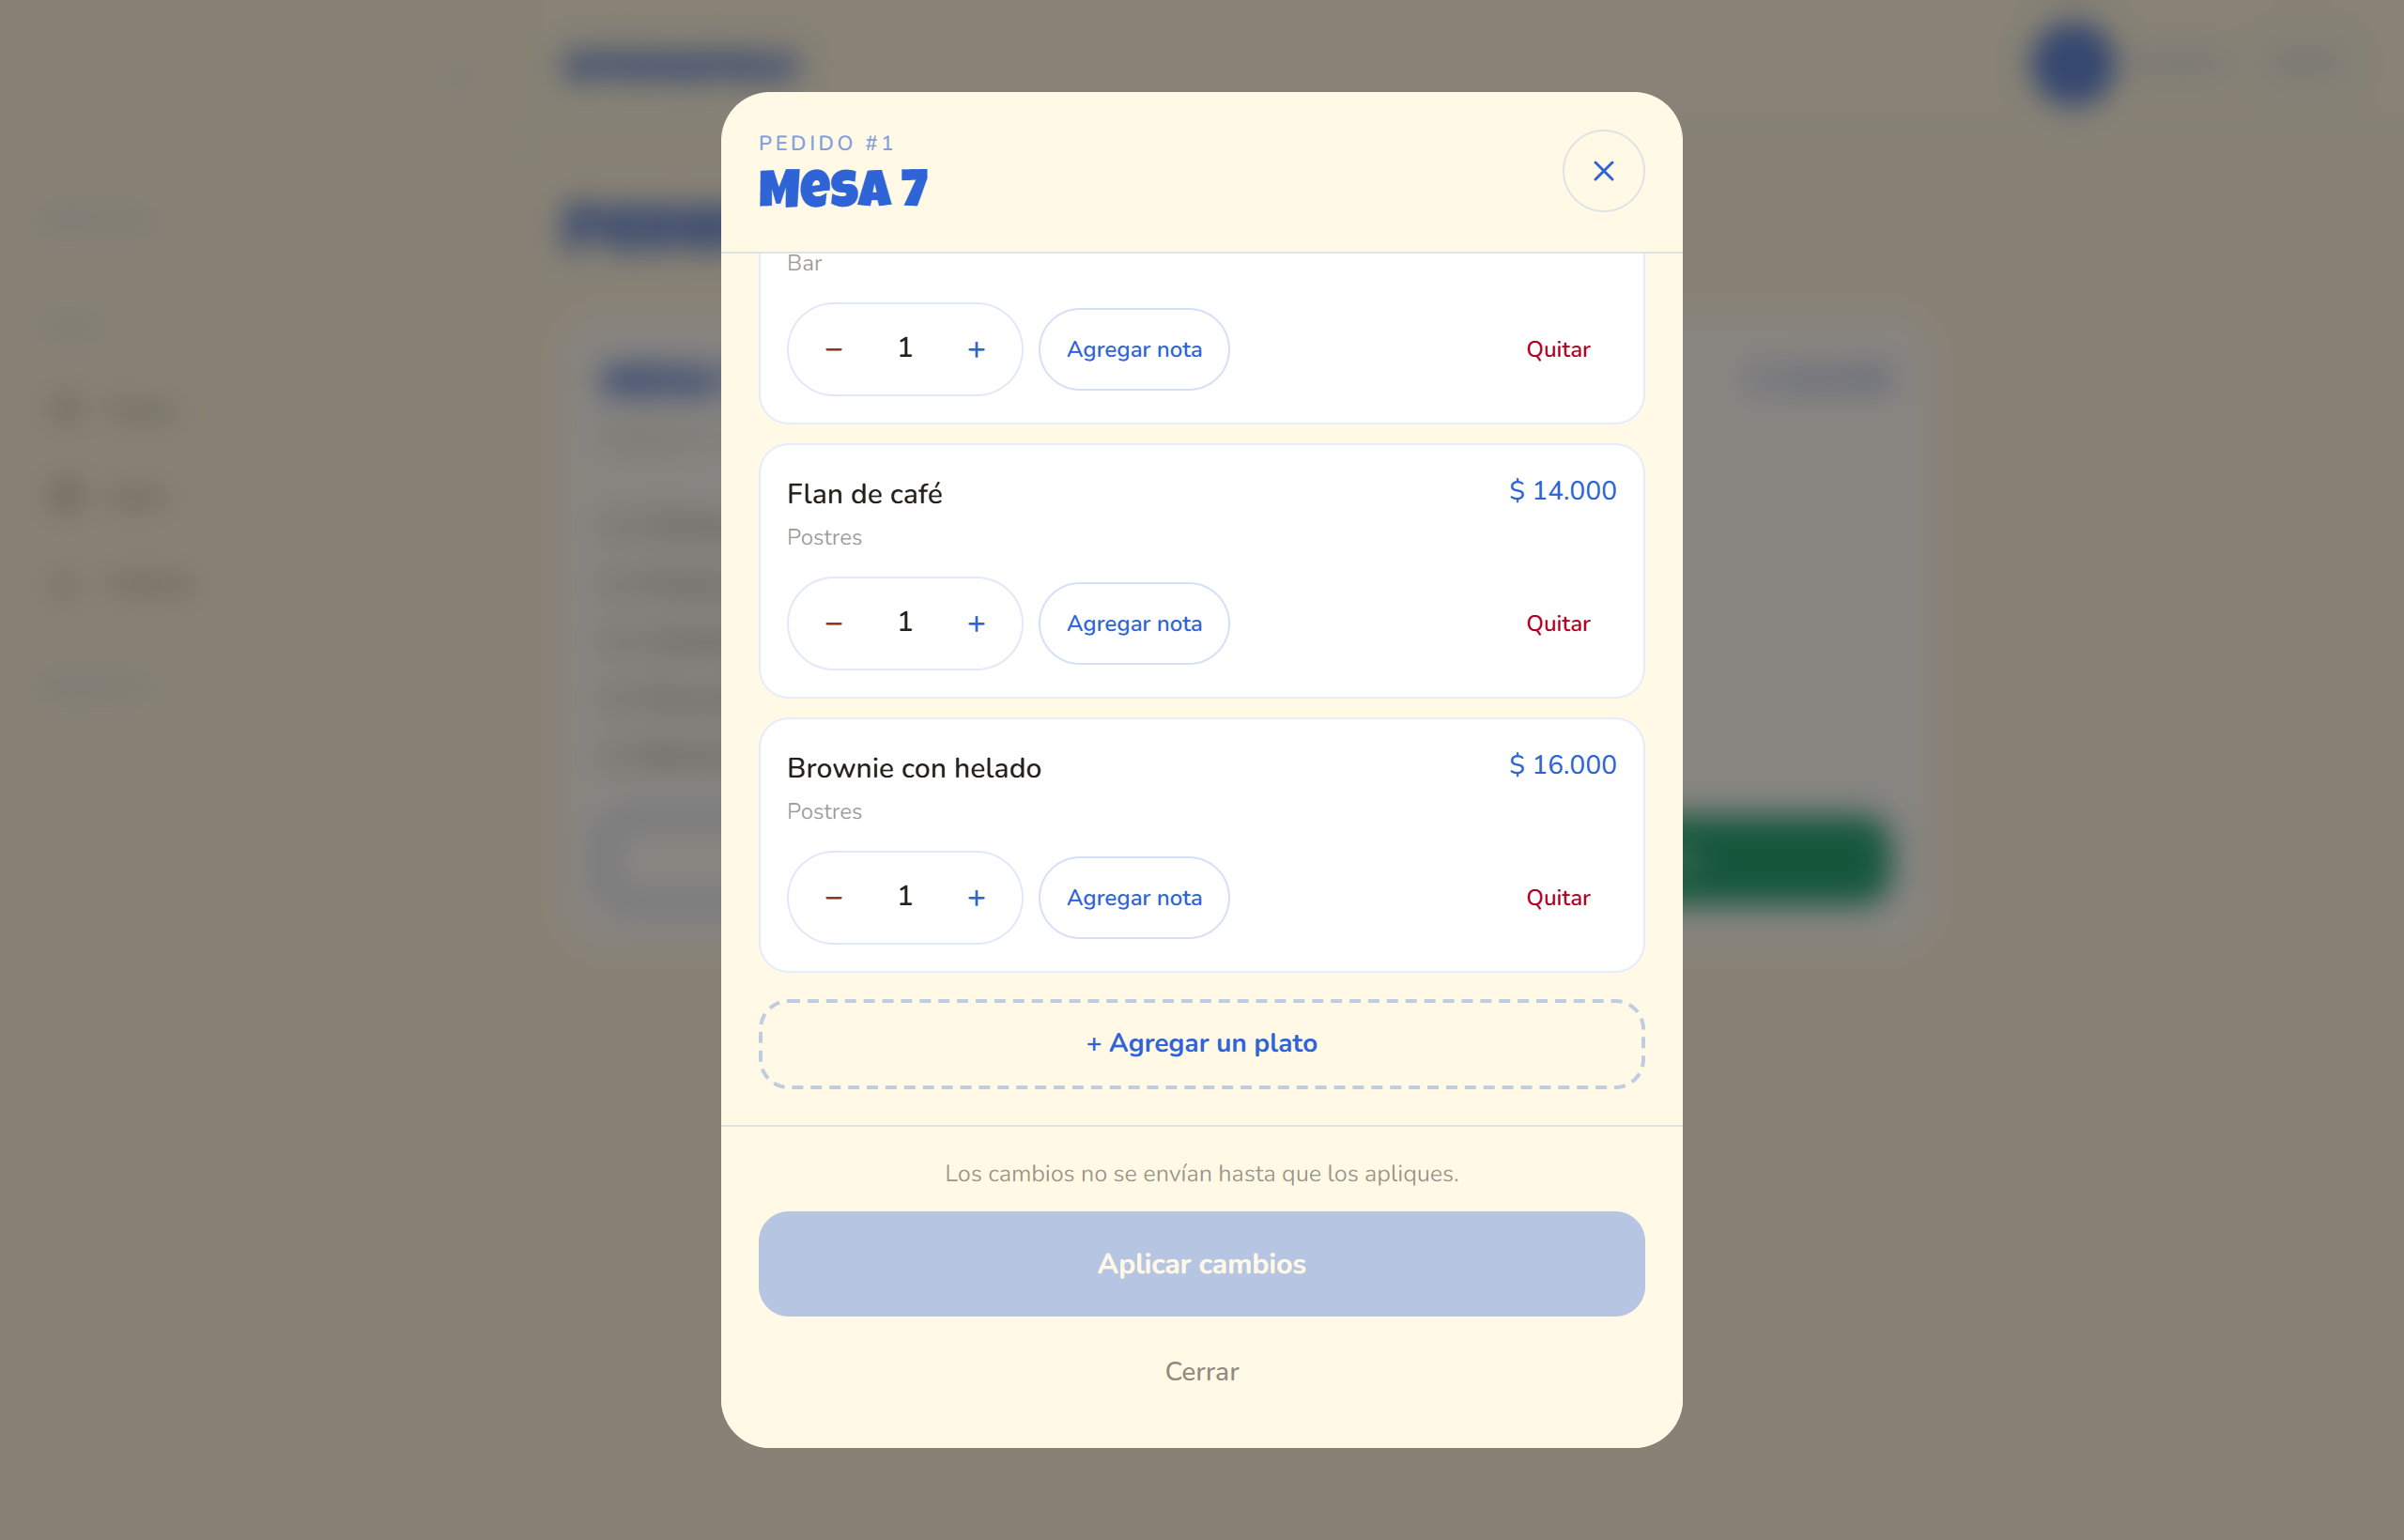 PEDIDO #1
Mesa 7
Bar
− 1 + Agregar nota Quitar
Flan de café $ 14.000
Postres
− 1 + Agregar nota Quitar
Brownie con helado $ 16.000
Postres
− 1 + Agregar nota Quitar
+ Agregar un plato
Los cambios no se envían hasta que los apliques.
Aplicar cambios
Cerrar